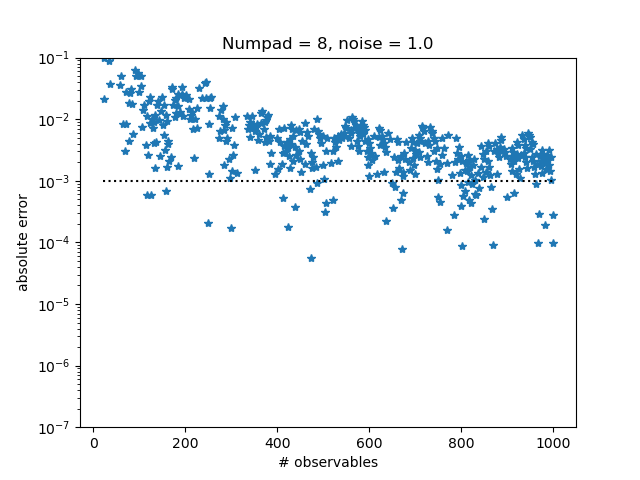 Numpad = 8, noise = 1.0
absolute error
10⁻¹
10⁻²
10⁻³
10⁻⁴
10⁻⁵
10⁻⁶
10⁻⁷
0 200 400 600 800 1000
# observables